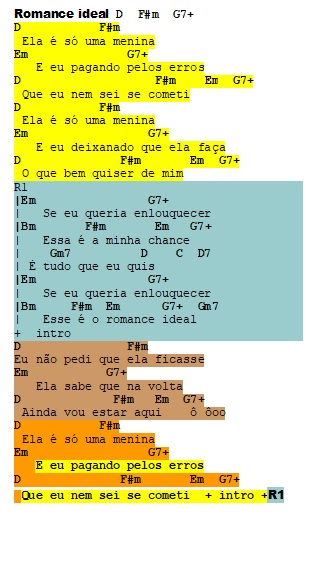 Romance ideal D  F#m  G7+
D           F#m
 Ela é só uma menina
Em              G7+
   E eu pagando pelos erros
D                   F#m    Em  G7+
 Que eu nem sei se cometi
D           F#m
 Ela é só uma menina
Em                 G7+
   E eu deixanado que ela faça
D              F#m       Em  G7+
 O que bem quiser de mim
R1
|Em                G7+
|   Se eu queria enlouquecer
|Bm       F#m       Em   G7+
|   Essa é a minha chance
|    Gm7          D    C  D7
| É tudo que eu quis
|Em                G7+
|   Se eu queria enlouquecer
|Bm     F#m  Em      G7+  Gm7
|   Esse é o romance ideal
+  intro
D               F#m
Eu não pedi que ela ficasse
Em           G7+
   Ela sabe que na volta
D             F#m   Em  G7+
 Ainda vou estar aqui    ô ôoo
D           F#m
 Ela é só uma menina
Em                 G7+
   E eu pagando pelos erros
D              F#m       Em  G7+
 Que eu nem sei se cometi  + intro +R1